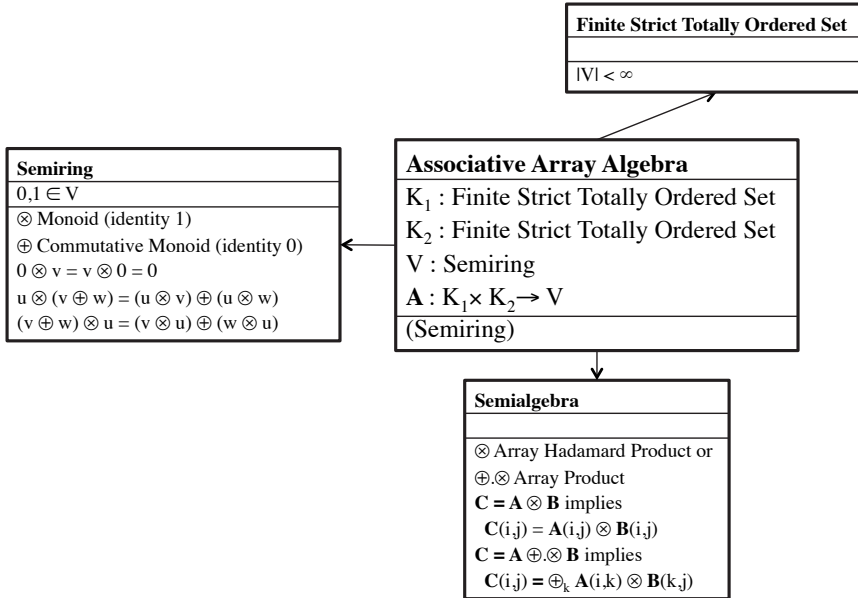 Finite Strict Totally Ordered Set
|V| < ∞
Associative Array Algebra
K₁ : Finite Strict Totally Ordered Set
K₂ : Finite Strict Totally Ordered Set
V : Semiring
A : K₁× K₂→ V
(Semiring)
Semiring
0,1 ∈ V
⊗ Monoid (identity 1)
⊕ Commutative Monoid (identity 0)
0 ⊗ v = v ⊗ 0 = 0
u ⊗ (v ⊕ w) = (u ⊗ v) ⊕ (u ⊗ w)
(v ⊕ w) ⊗ u = (v ⊗ u) ⊕ (w ⊗ u)
Semialgebra
⊗ Array Hadamard Product or
⊕.⊗ Array Product
C = A ⊗ B implies
C(i,j) = A(i,j) ⊗ B(i,j)
C = A ⊕.⊗ B implies
C(i,j) = ⊕ₖ A(i,k) ⊗ B(k,j)